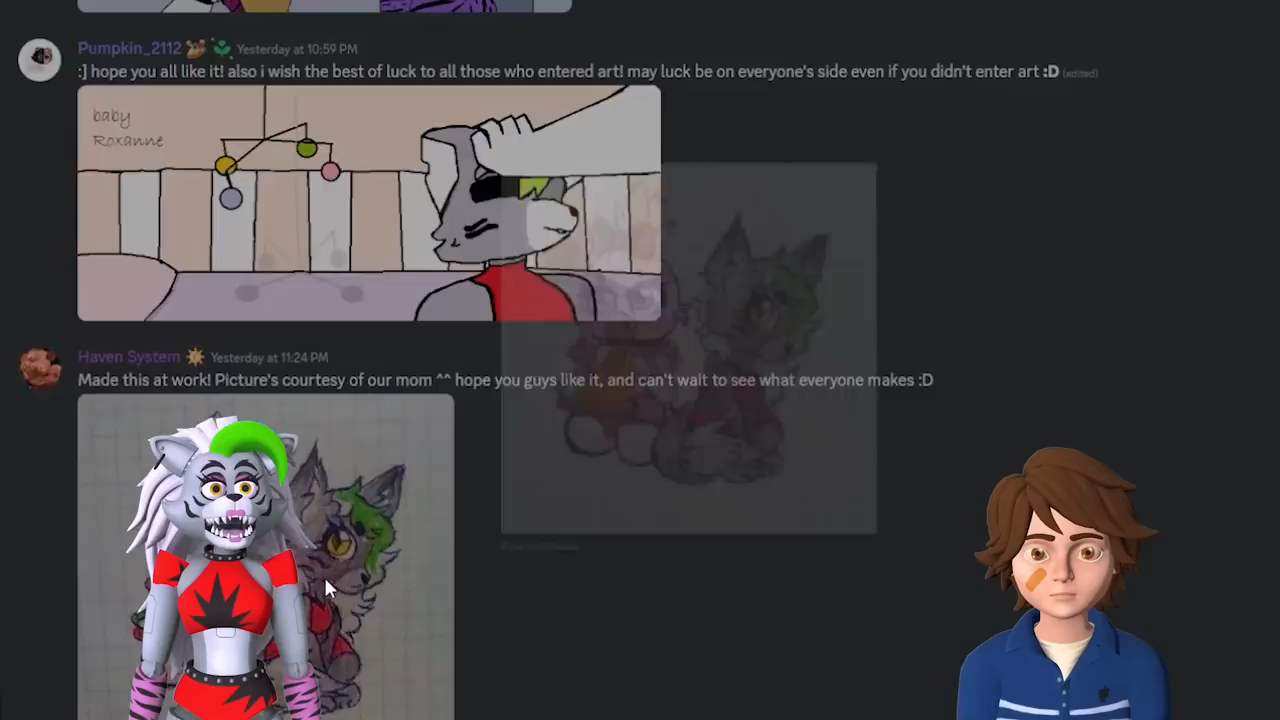 Pumpkin_2112 Yesterday at 10:59 PM
:] hope you all like it! also i wish the best of luck to all those who entered art! may luck be on everyone's side even if you didn't enter art :D (edited)
baby
Roxanne
Haven System Yesterday at 11:24 PM
Made this at work! Picture's courtesy of our mom ^^ hope you guys like it, and can't wait to see what everyone makes :D